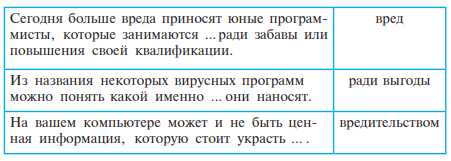 Сегодня больше вреда приносят юные програм-
мисты, которые занимаются ...ради забавы или
повышения своей квалификации.
вред
Из названия некоторых вирусных программ
можно понять какой именно ... они наносят.
ради выгоды
На вашем компьютере может и не быть цен-
ная информация, которую стоит украсть ... .
вредительством